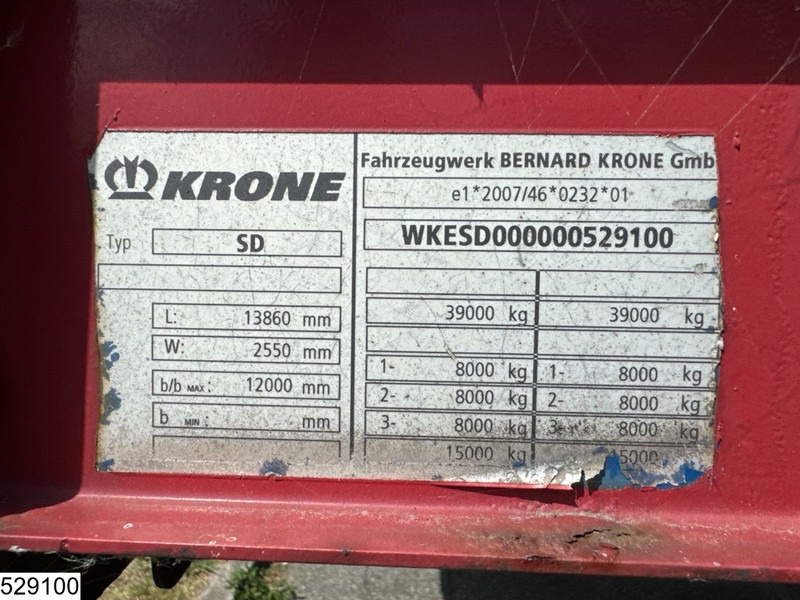 KRONE
Fahrzeugwerk BERNARD KRONE Gmb
e1*2007/46*0232*01
Typ SD
WKESD000000529100
L: 13860 mm
39000 kg 39000 kg
W: 2550 mm
b/b MAX: 12000 mm
1- 8000 kg 1- 8000 kg
2- 8000 kg 2- 8000 kg
b MIN: mm
3- 8000 kg 3- 8000 kg
15000 kg 15000
529100